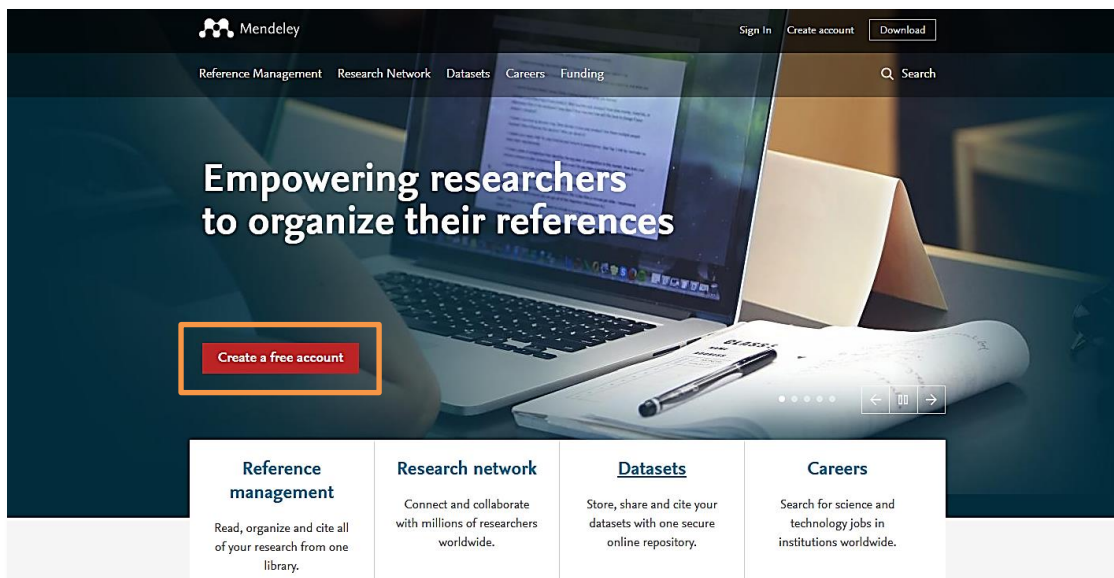 Mendeley
Sign In Create account Download
Reference Management Research Network Datasets Careers Funding
Search
Empowering researchers
to organize their references
Create a free account
CLASS:
NAME
ADDRESS
Reference
management
Read, organize and cite all
of your research from one
library.
Research network
Connect and collaborate
with millions of researchers
worldwide.
Datasets
Store, share and cite your
datasets with one secure
online repository.
Careers
Search for science and
technology jobs in
institutions worldwide.